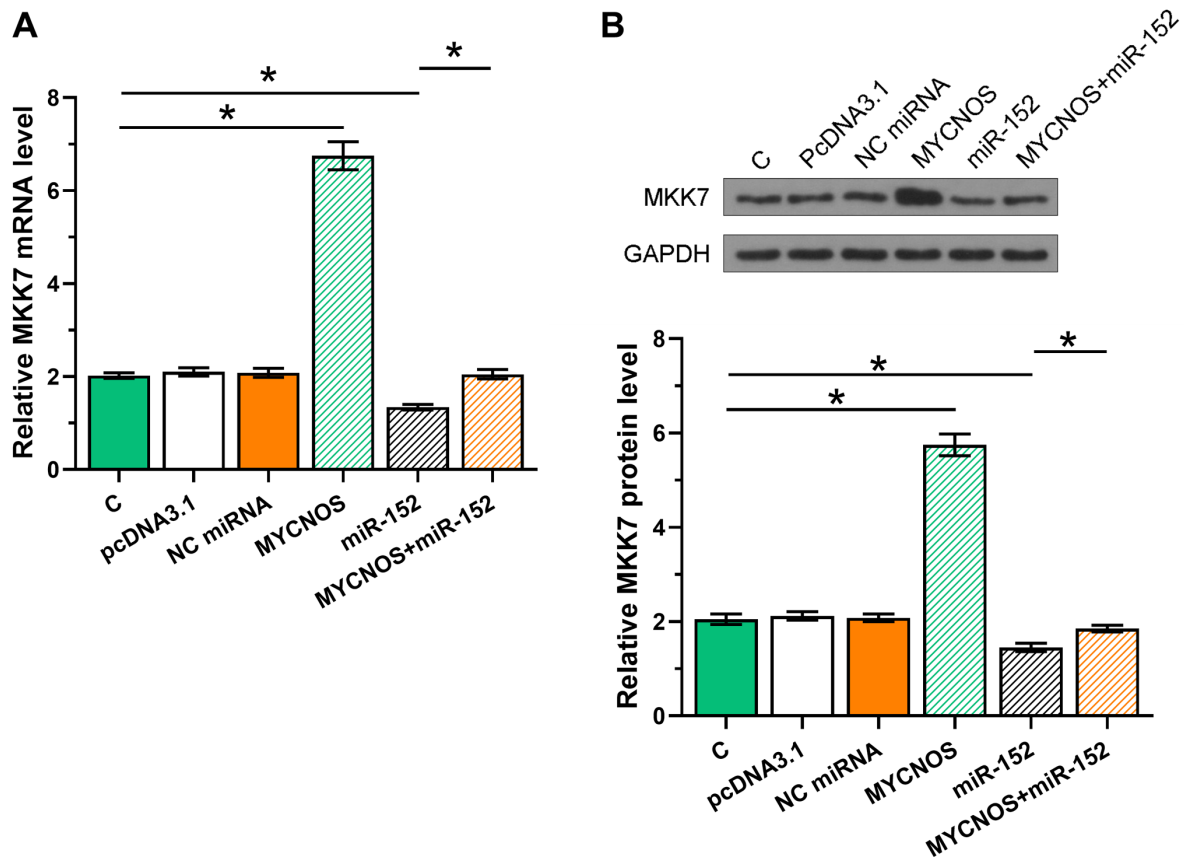 A
*
*
*
Relative MKK7 mRNA level
8
6
4
2
0
C
pcDNA3.1
NC miRNA
MYCNOS
miR-152
MYCNOS+miR-152
B
C
PcDNA3.1
NC miRNA
MYCNOS
miR-152
MYCNOS+miR-152
MKK7
GAPDH
*
*
*
Relative MKK7 protein level
8
6
4
2
0
C
pcDNA3.1
NC miRNA
MYCNOS
miR-152
MYCNOS+miR-152